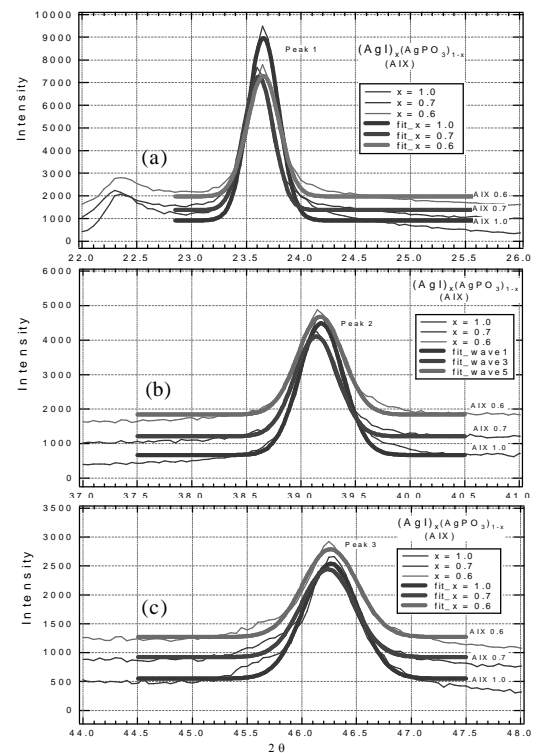 10000
9000
8000
7000
6000
5000
4000
3000
2000
1000
0
Intensity
Peak 1
(AgI)x(AgPO3)1-x
(AIX)
x = 1.0
x = 0.7
x = 0.6
fit_x = 1.0
fit_x = 0.7
fit_x = 0.6
(a)
AIX 0.6
AIX 0.7
AIX 1.0
22.0 22.5 23.0 23.5 24.0 24.5 25.0 25.5 26.0
6000
5000
4000
3000
2000
1000
0
Intensity
Peak 2
(AgI)x(AgPO3)1-x
(AIX)
x = 1.0
x = 0.7
x = 0.6
fit_wave1
fit_wave3
fit_wave5
(b)
AIX 0.6
AIX 0.7
AIX 1.0
37.0 37.5 38.0 38.5 39.0 39.5 40.0 40.5 41.0
3500
3000
2500
2000
1500
1000
500
0
Intensity
Peak 3
(AgI)x(AgPO3)1-x
(AIX)
x = 1.0
x = 0.7
x = 0.6
fit_x = 1.0
fit_x = 0.7
fit_x = 0.6
(c)
AIX 0.6
AIX 0.7
AIX 1.0
44.0 44.5 45.0 45.5 46.0 46.5 47.0 47.5 48.0
2 θ